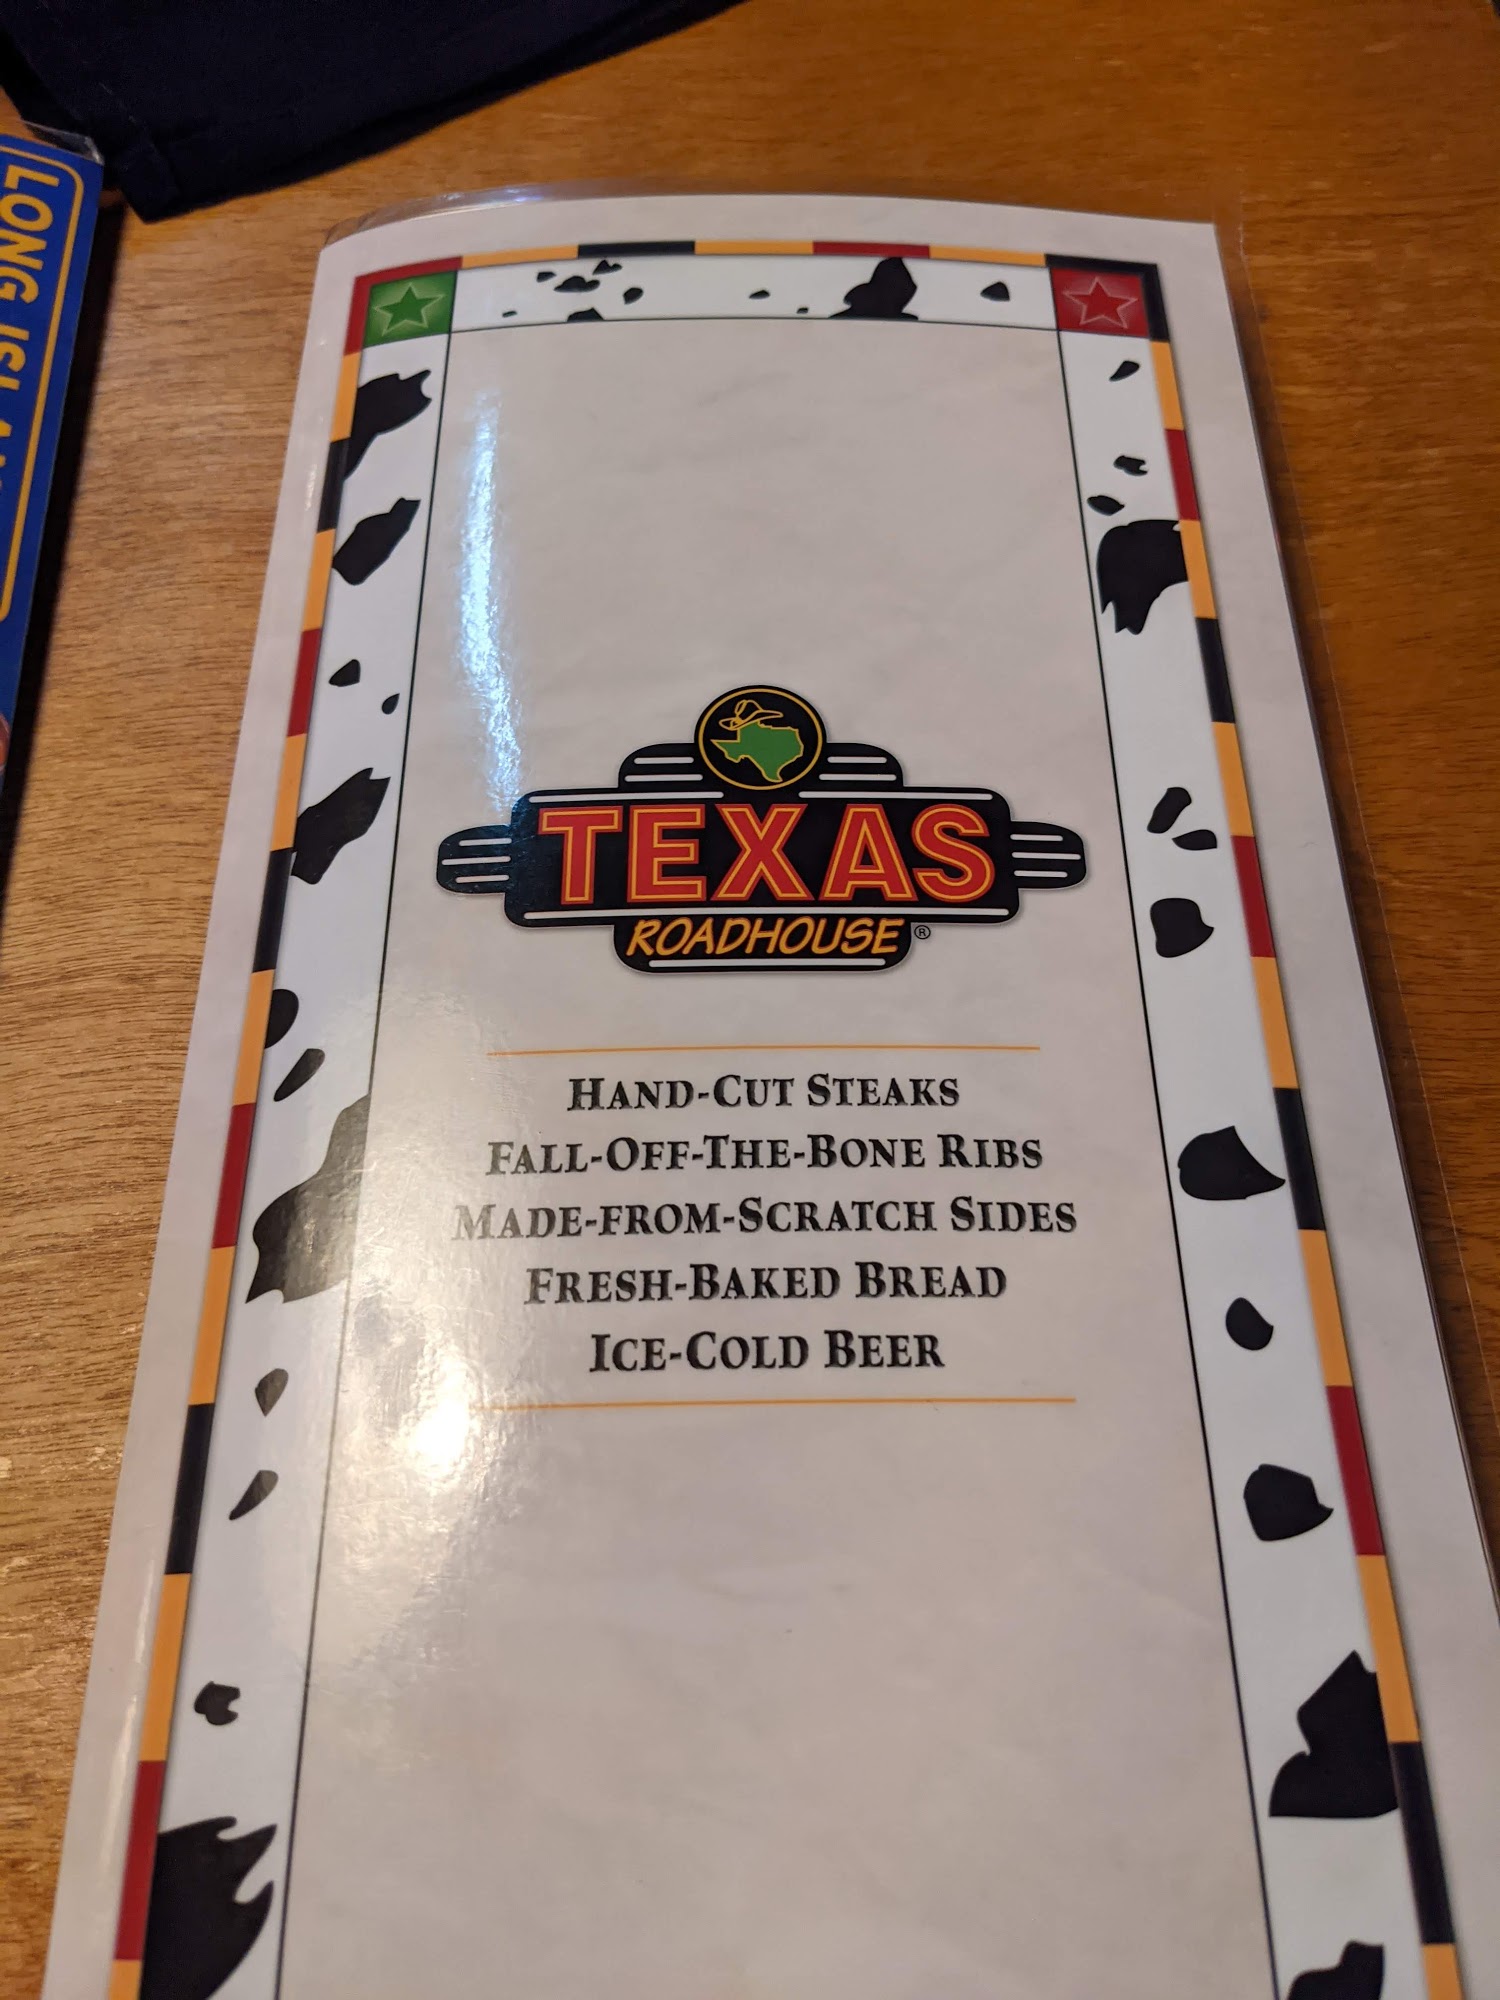 LONG
TEXAS
ROADHOUSE®
HAND-CUT STEAKS
FALL-OFF-THE-BONE RIBS
MADE-FROM-SCRATCH SIDES
FRESH-BAKED BREAD
ICE-COLD BEER